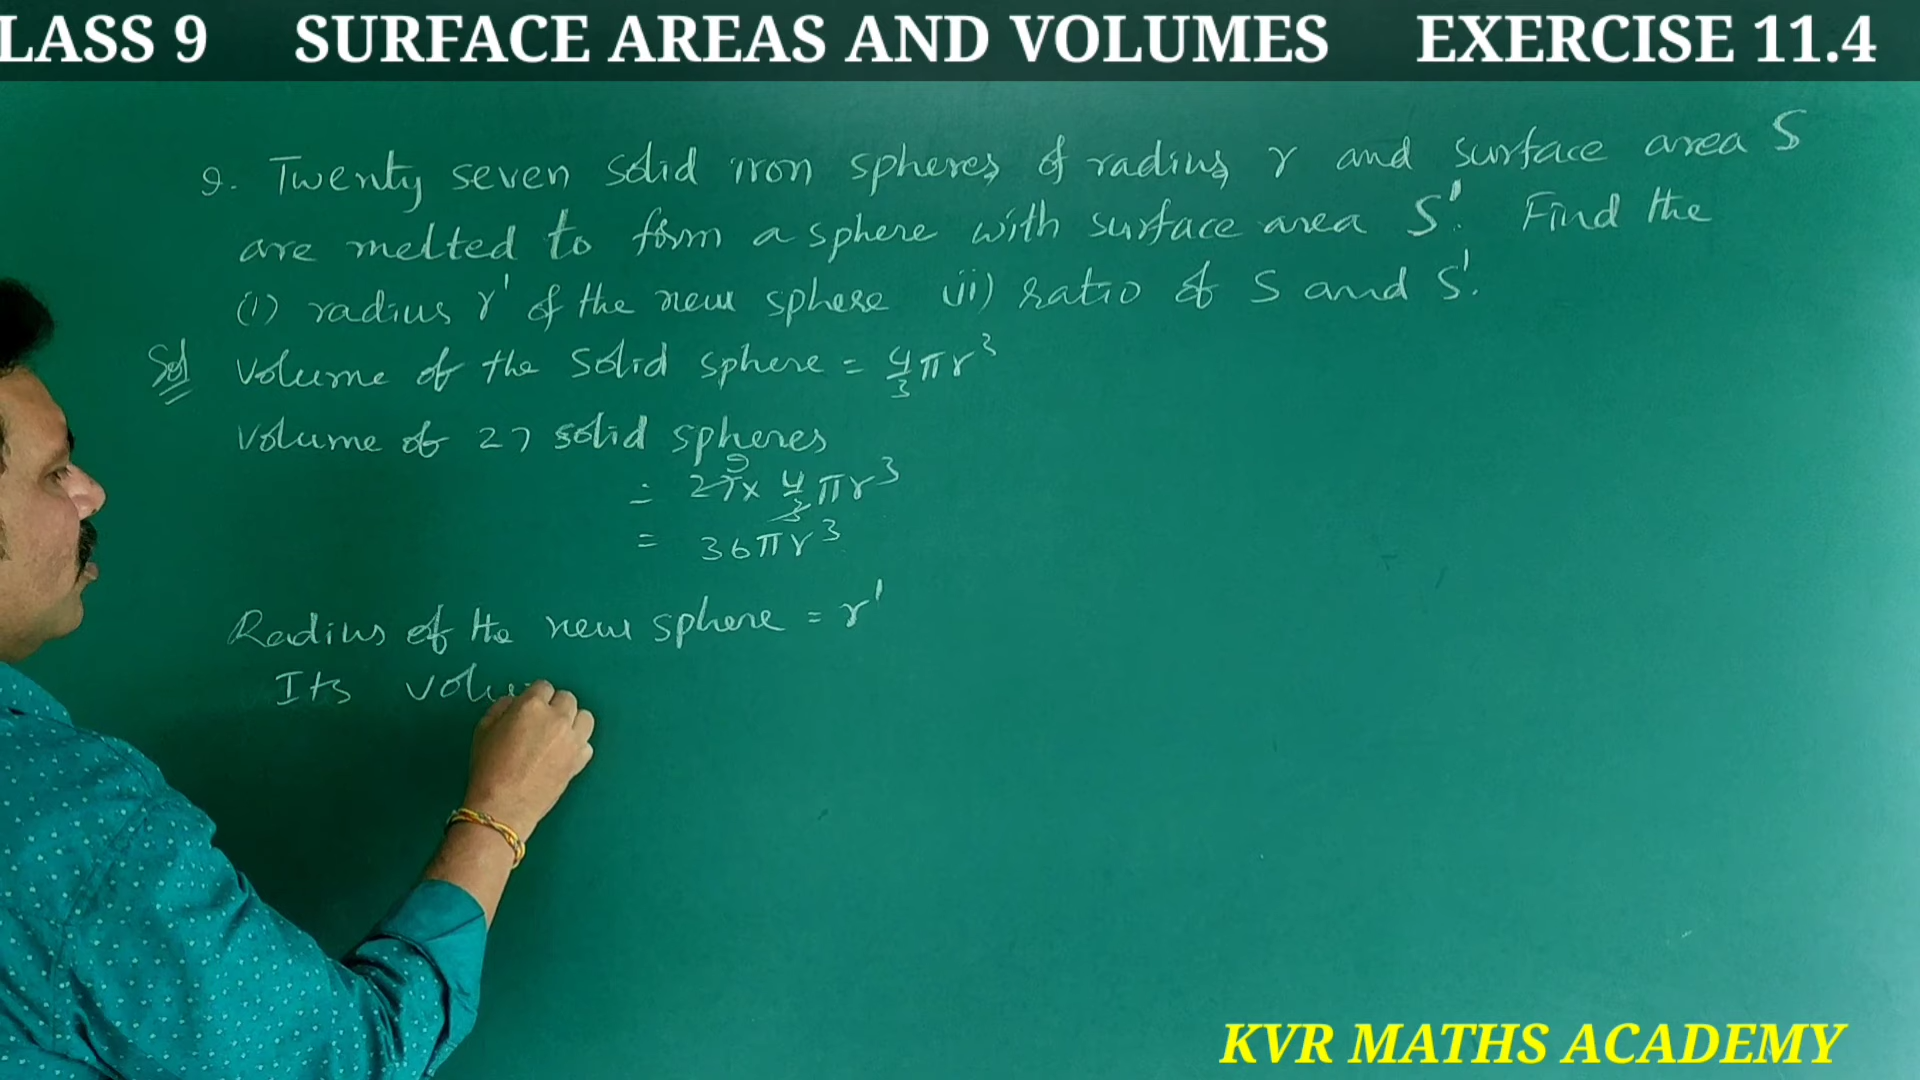 LASS 9 SURFACE AREAS AND VOLUMES EXERCISE 11.4
9. Twenty seven solid iron spheres of radius r and surface area S
are melted to form a sphere with surface area S'. Find the
(i) radius r' of the new sphere (ii) ratio of S and S'.
Sol Volume of the solid sphere = 4/3 πr³
Volume of 27 solid spheres
9
= 27 x 4/3 πr³
= 36πr³
Radius of the new sphere = r'
Its volu
KVR MATHS ACADEMY